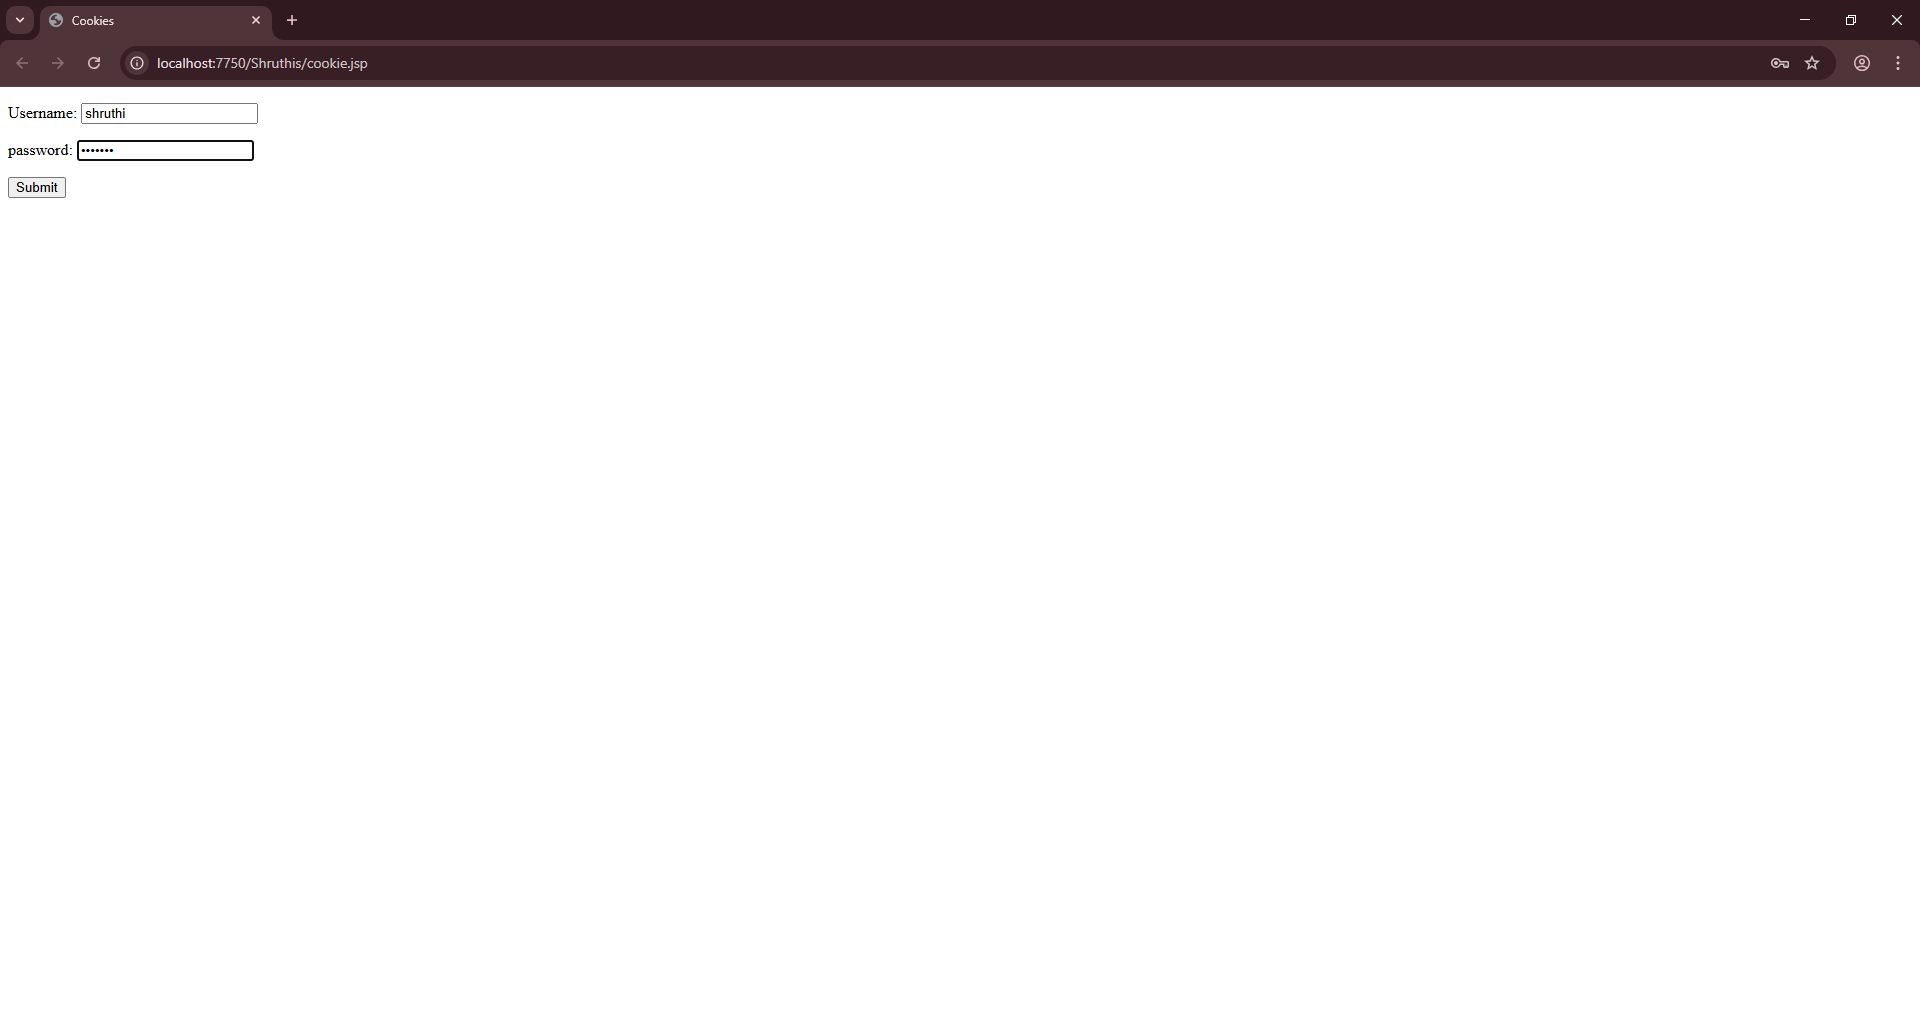 Cookies
localhost:7750/Shruthis/cookie.jsp
Username: shruthi
password: •••••••
Submit